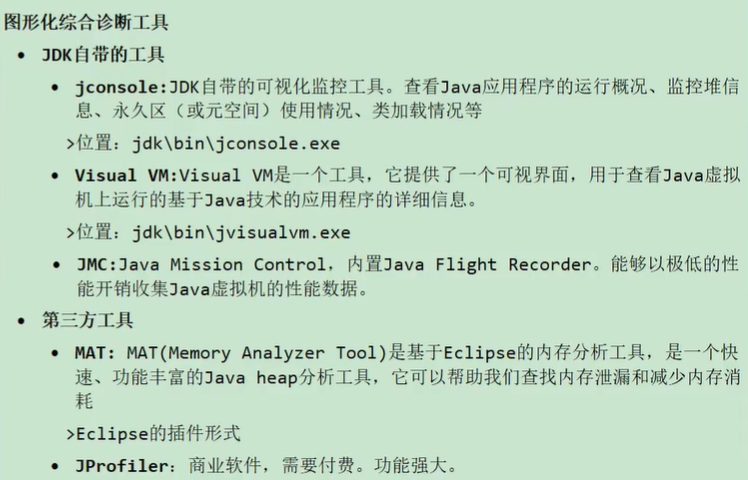 图形化综合诊断工具
• JDK自带的工具
• jconsole:JDK自带的可视化监控工具。查看Java应用程序的运行概况、监控堆信
息、永久区（或元空间）使用情况、类加载情况等
>位置：jdk\bin\jconsole.exe
• Visual VM:Visual VM是一个工具，它提供了一个可视界面，用于查看Java虚拟
机上运行的基于Java技术的应用程序的详细信息。
>位置：jdk\bin\jvisualvm.exe
• JMC:Java Mission Control，内置Java Flight Recorder。能够以极低的性
能开销收集Java虚拟机的性能数据。
• 第三方工具
• MAT: MAT(Memory Analyzer Tool)是基于Eclipse的内存分析工具，是一个快
速、功能丰富的Java heap分析工具，它可以帮助我们查找内存泄漏和减少内存消
耗
>Eclipse的插件形式
• JProfiler：商业软件，需要付费。功能强大。